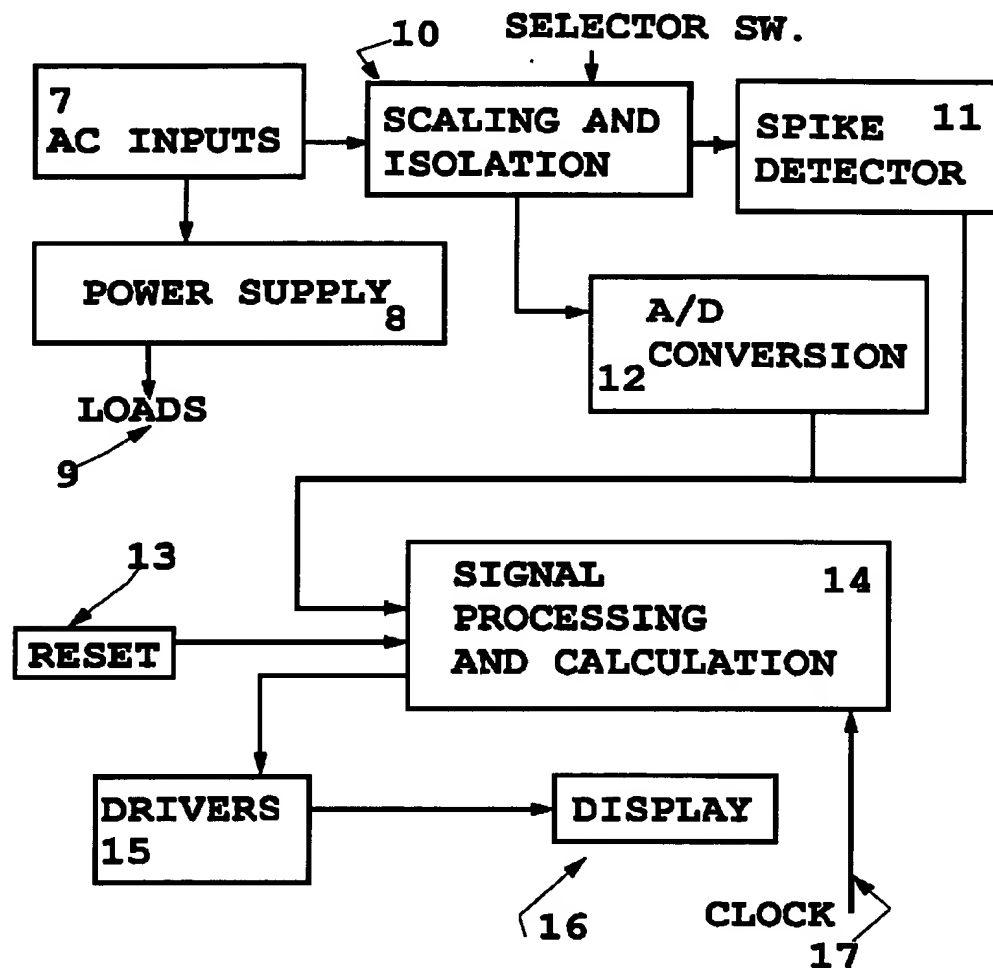 10
SELECTOR SW.
7
AC INPUTS
SCALING AND
ISOLATION
11
SPIKE
DETECTOR
POWER SUPPLY
8
A/D
CONVERSION
12
LOADS
9
13
RESET
SIGNAL
PROCESSING
AND CALCULATION
14
DRIVERS
15
DISPLAY
16
CLOCK
17